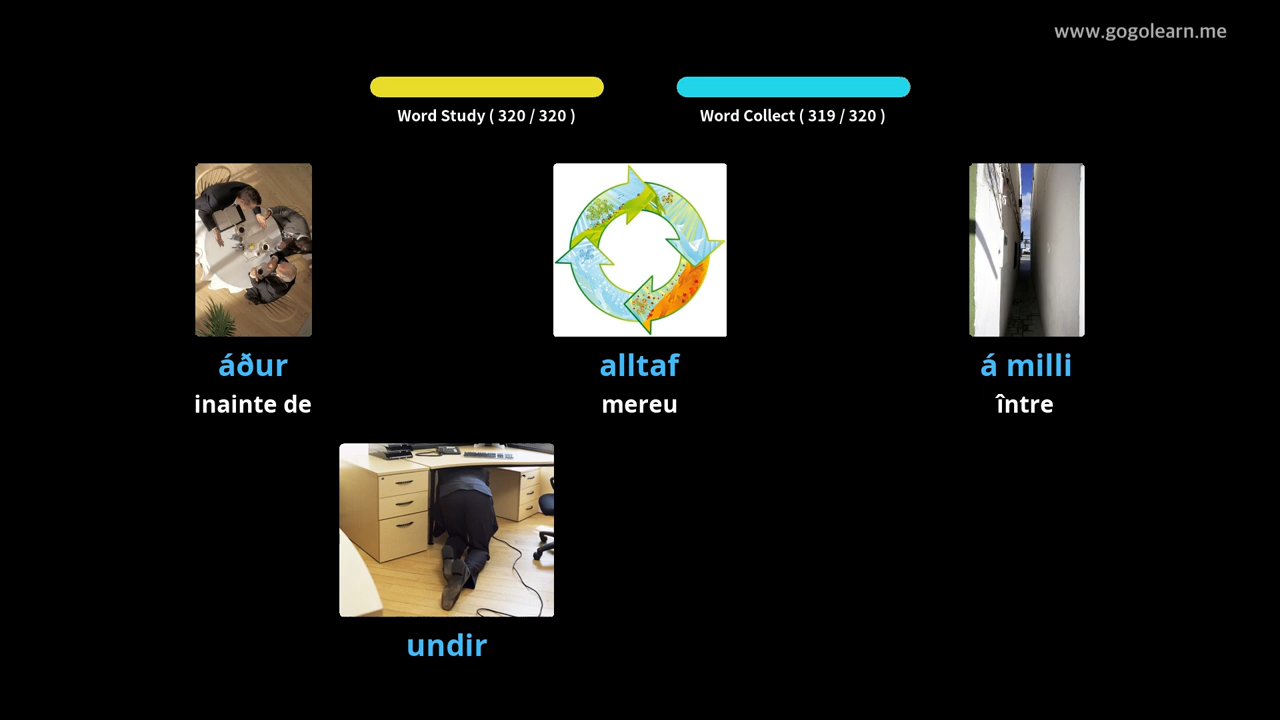 www.gogolearn.me
Word Study ( 320 / 320 )
Word Collect ( 319 / 320 )
áður
alltaf
á milli
inainte de
mereu
între
undir